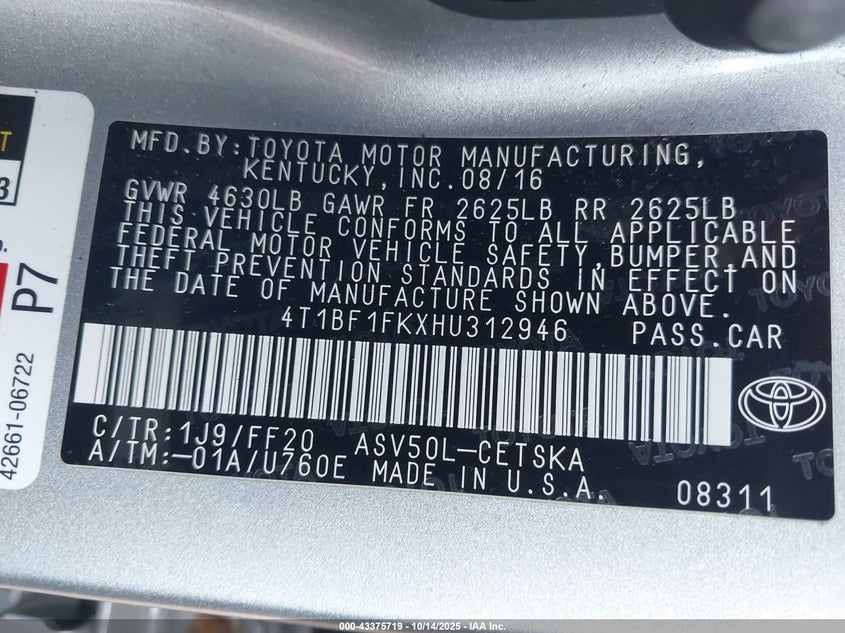 MFD.BY:TOYOTA MOTOR MANUFACTURING,
KENTUCKY,INC.08/16
GVWR 4630LB GAWR FR 2625LB RR 2625LB
THIS VEHICLE CONFORMS TO ALL APPLICABLE
FEDERAL MOTOR VEHICLE SAFETY,BUMPER,AND
THEFT PREVENTION STANDARDS IN EFFECT ON
THE DATE OF MANUFACTURE SHOWN ABOVE.
4T1BF1FKXHU312946 PASS.CAR
C/TR:1J9/FF20 ASV50L-CETSKA
A/TM:-01A/U760E MADE IN U.S.A.
08311
P7
42661-06722
000-43375719 | 10/14/2025 - IAA Inc.